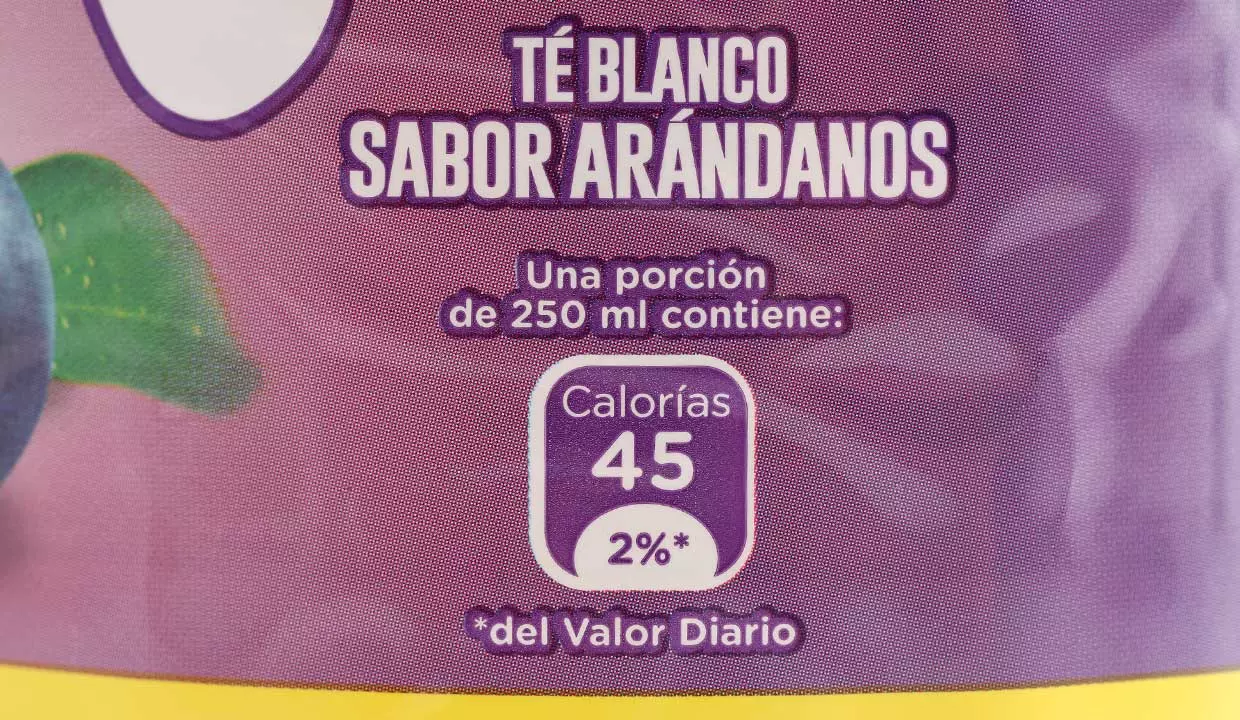 TÉ BLANCO
SABOR ARÁNDANOS
Una porción
de 250 ml contiene:
Calorías
45
2%*
*del Valor Diario